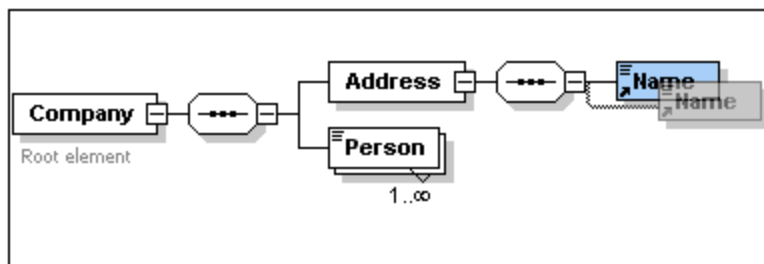 Address
Name
Name
Company
Person
Root element
1..∞